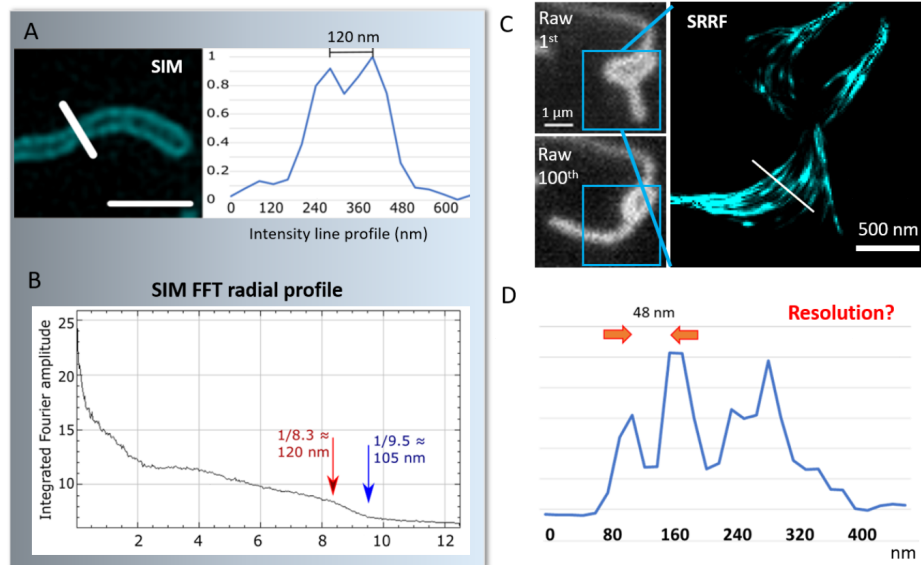 A
SIM
120 nm
1
0.8
0.6
0.4
0.2
0
0 120 240 360 480 600
Intensity line profile (nm)
B
SIM FFT radial profile
Integrated Fourier amplitude
25
20
15
10
1/8.3 ≈
120 nm
1/9.5 ≈
105 nm
2 4 6 8 10 12
C
Raw
1st
1 µm
Raw
100th
SRRF
500 nm
D
48 nm
Resolution?
0 80 160 240 320 400
nm